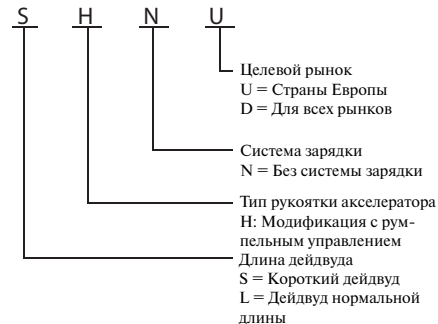 S H N U
Целевой рынок
U = Страны Европы
D = Для всех рынков
Система зарядки
N = Без системы зарядки
Тип рукоятки акселератора
H: Модификация с рум-
пельным управлением
Длина дейдвуда
S = Короткий дейдвуд
L = Дейдвуд нормальной
длины